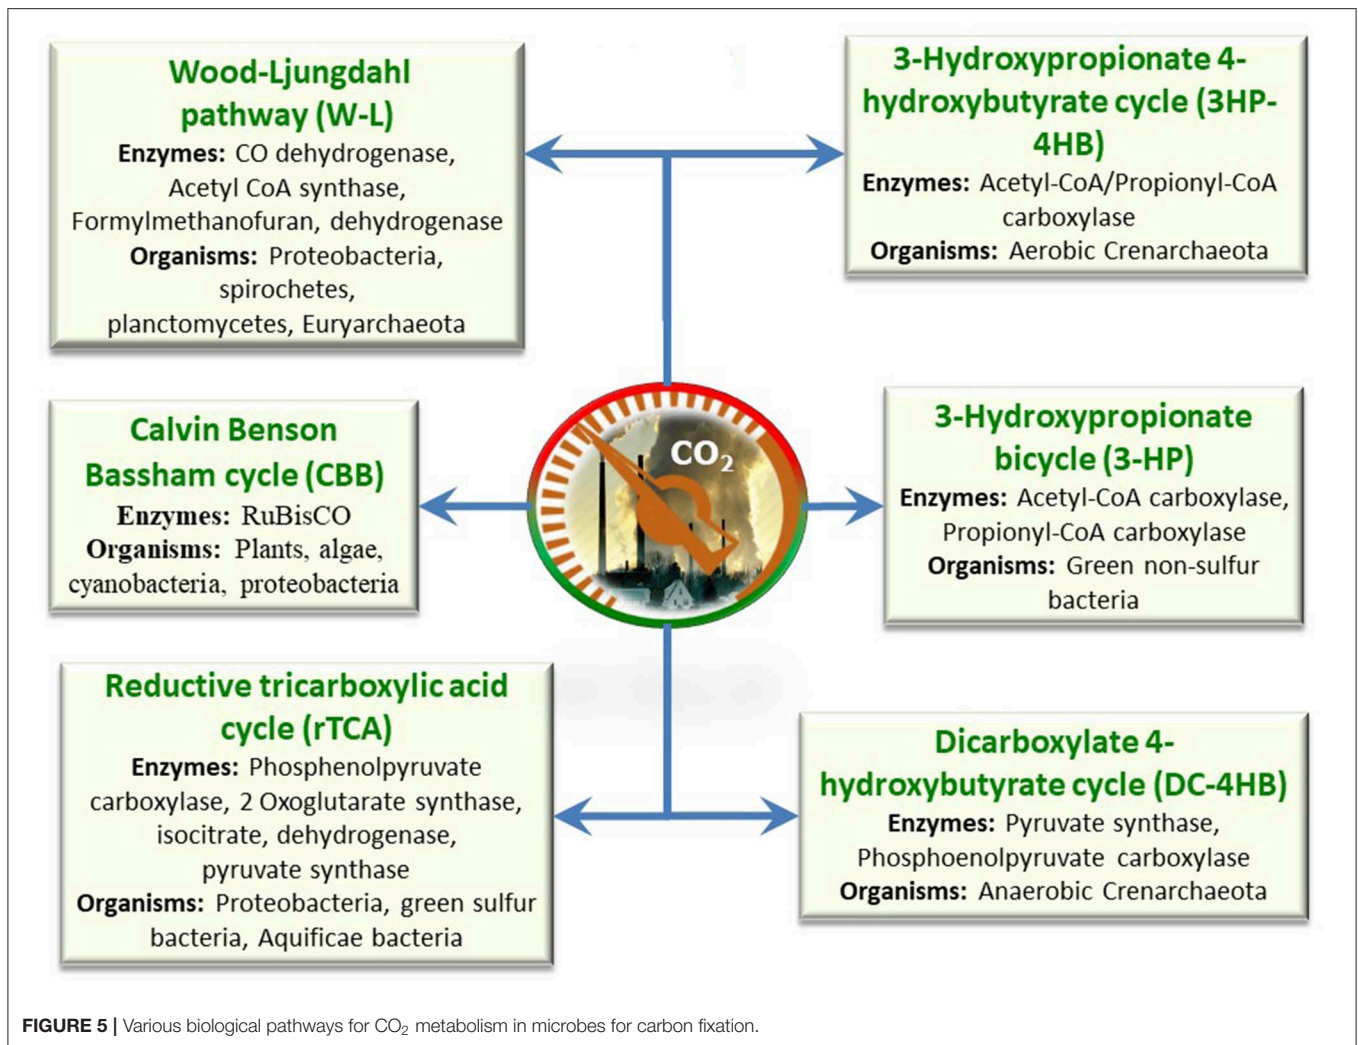 Wood-Ljungdahl
pathway (W-L)
Enzymes: CO dehydrogenase,
Acetyl CoA synthase,
Formylmethanofuran, dehydrogenase
Organisms: Proteobacteria,
spirochetes,
planctomycetes, Euryarchaeota
3-Hydroxypropionate 4-
hydroxybutyrate cycle (3HP-
4HB)
Enzymes: Acetyl-CoA/Propionyl-CoA
carboxylase
Organisms: Aerobic Crenarchaeota
Calvin Benson
Bassham cycle (CBB)
Enzymes: RuBisCO
Organisms: Plants, algae,
cyanobacteria, proteobacteria
CO₂
3-Hydroxypropionate
bicycle (3-HP)
Enzymes: Acetyl-CoA carboxylase,
Propionyl-CoA carboxylase
Organisms: Green non-sulfur
bacteria
Reductive tricarboxylic acid
cycle (rTCA)
Enzymes: Phosphenolpyruvate
carboxylase, 2 Oxoglutarate synthase,
isocitrate, dehydrogenase,
pyruvate synthase
Organisms: Proteobacteria, green sulfur
bacteria, Aquificae bacteria
Dicarboxylate 4-
hydroxybutyrate cycle (DC-4HB)
Enzymes: Pyruvate synthase,
Phosphoenolpyruvate carboxylase
Organisms: Anaerobic Crenarchaeota
FIGURE 5 | Various biological pathways for CO₂ metabolism in microbes for carbon fixation.